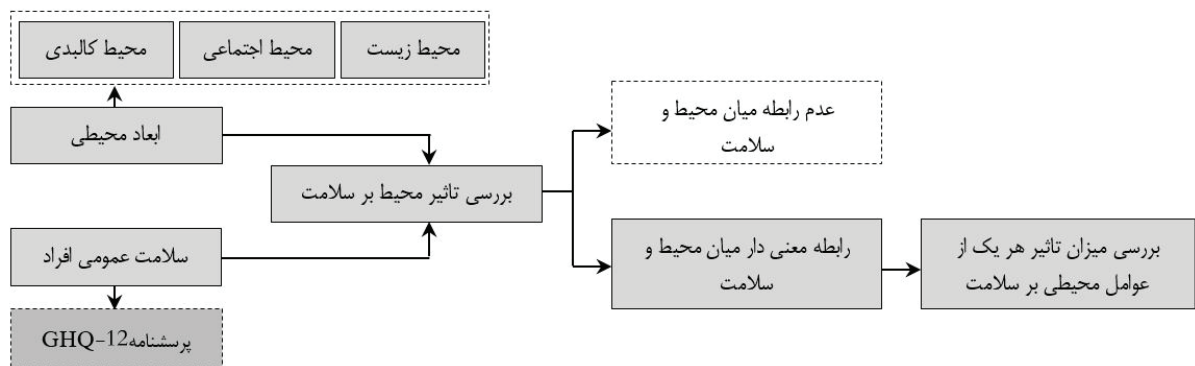 محیط زیست
محیط اجتماعی
محیط کالبدی
ابعاد محیطی
عدم رابطه میان محیط و
سلامت
بررسی تاثیر محیط بر سلامت
سلامت عمومی افراد
رابطه معنی دار میان محیط و
سلامت
بررسی میزان تاثیر هر یک از
عوامل محیطی بر سلامت
پرسشنامه GHQ-12